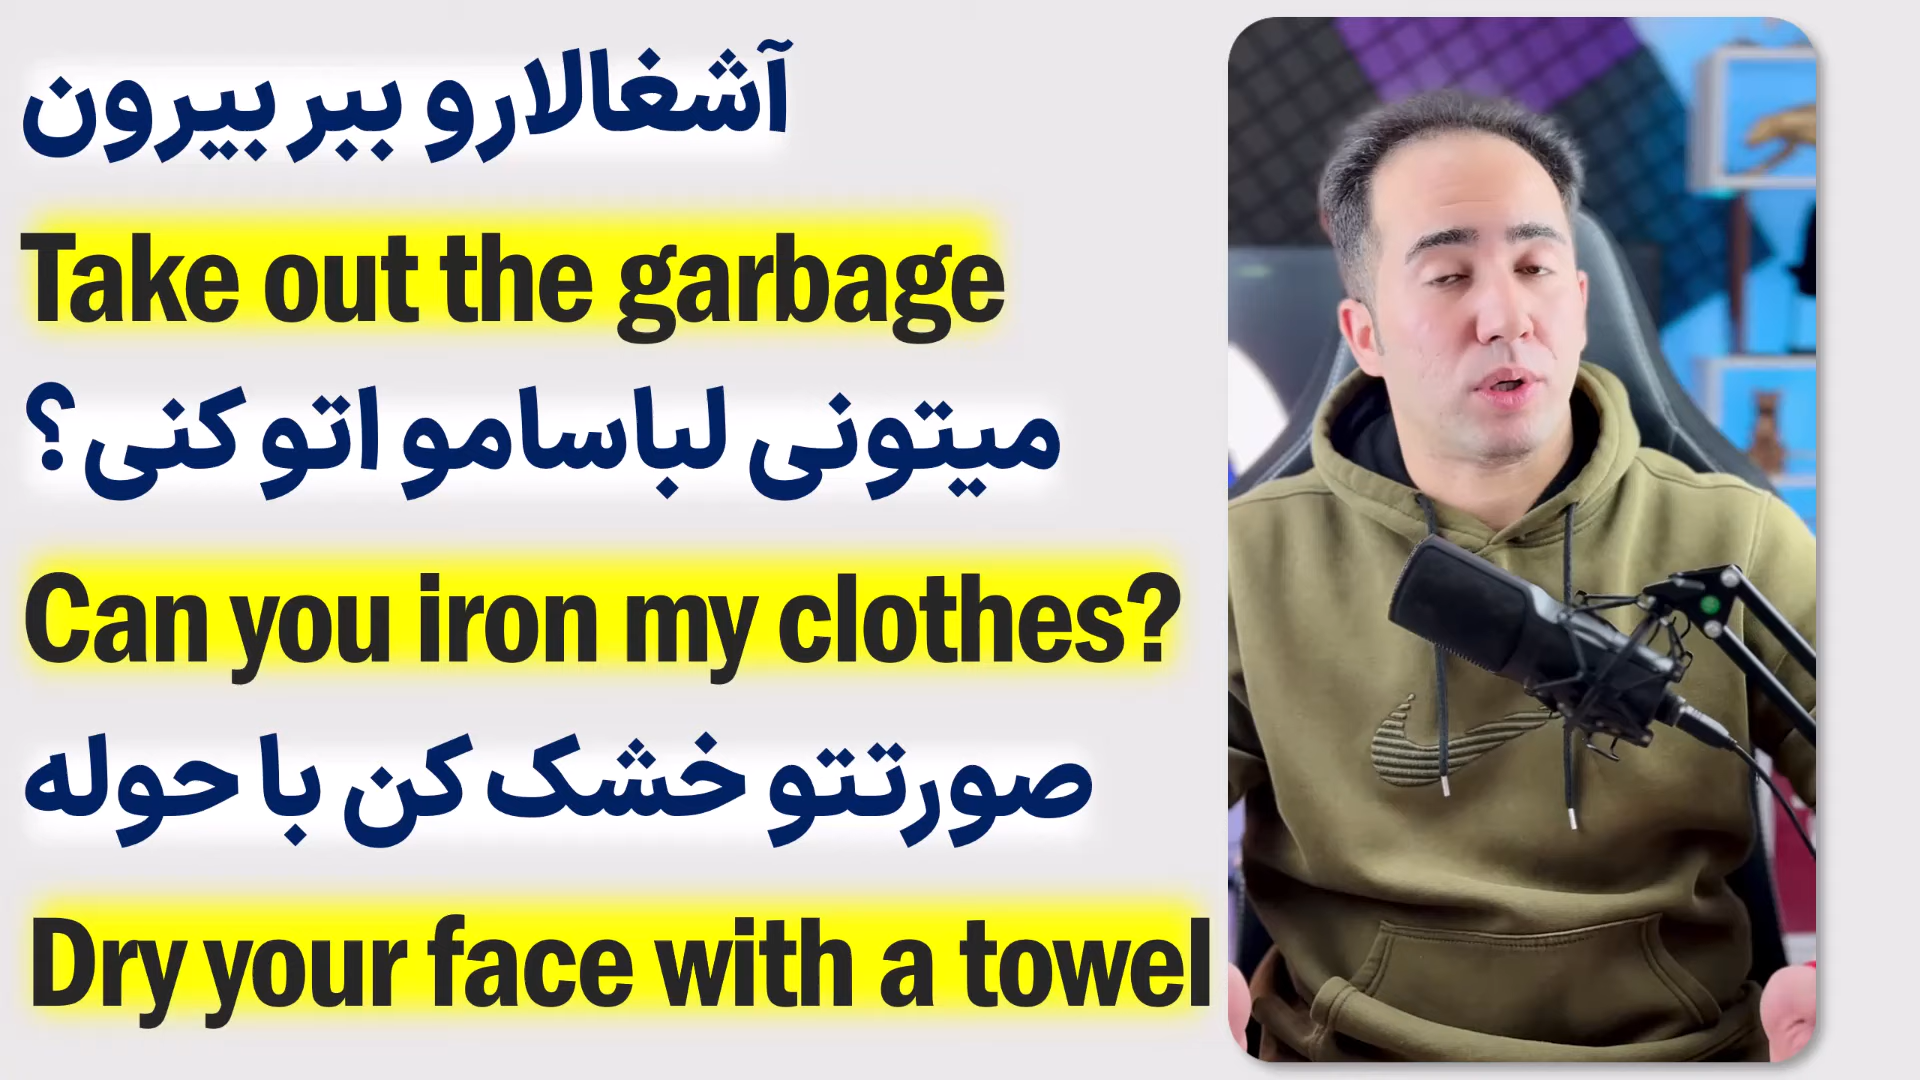 آشغالارو ببر بیرون
Take out the garbage
میتونی لباسامو اتو کنی؟
Can you iron my clothes?
صورتتو خشک کن با حوله
Dry your face with a towel